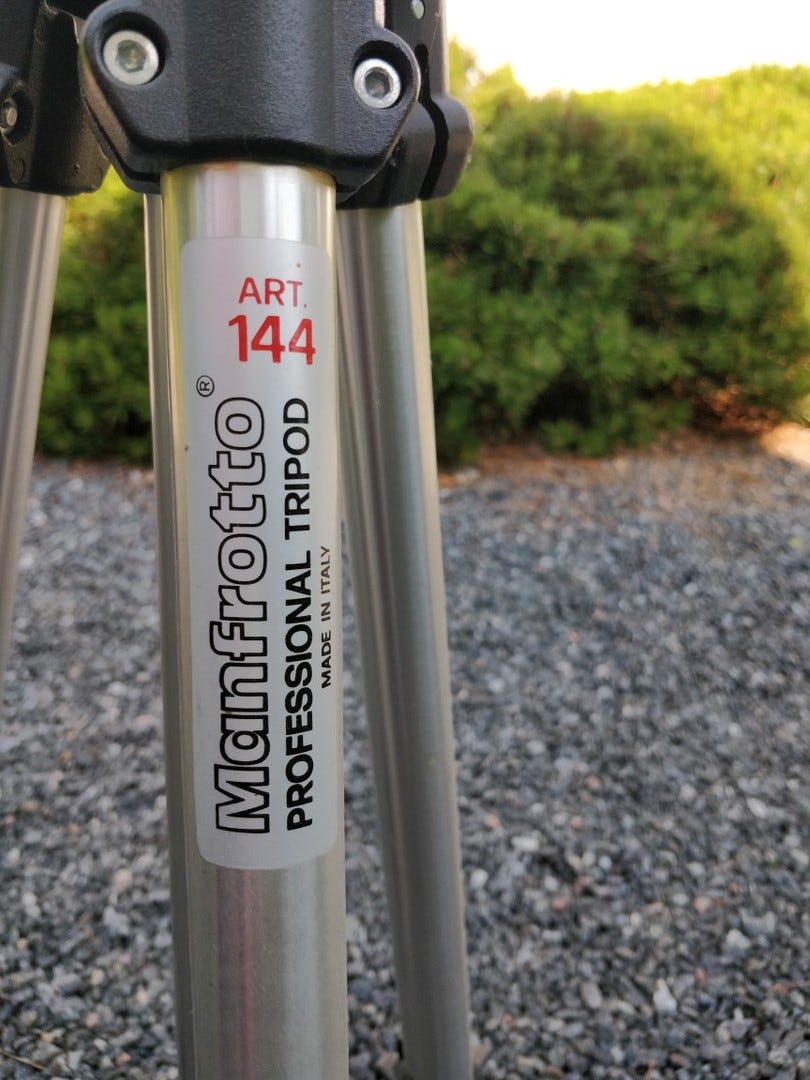 ART.
144
Manfrotto®
PROFESSIONAL TRIPOD
MADE IN ITALY